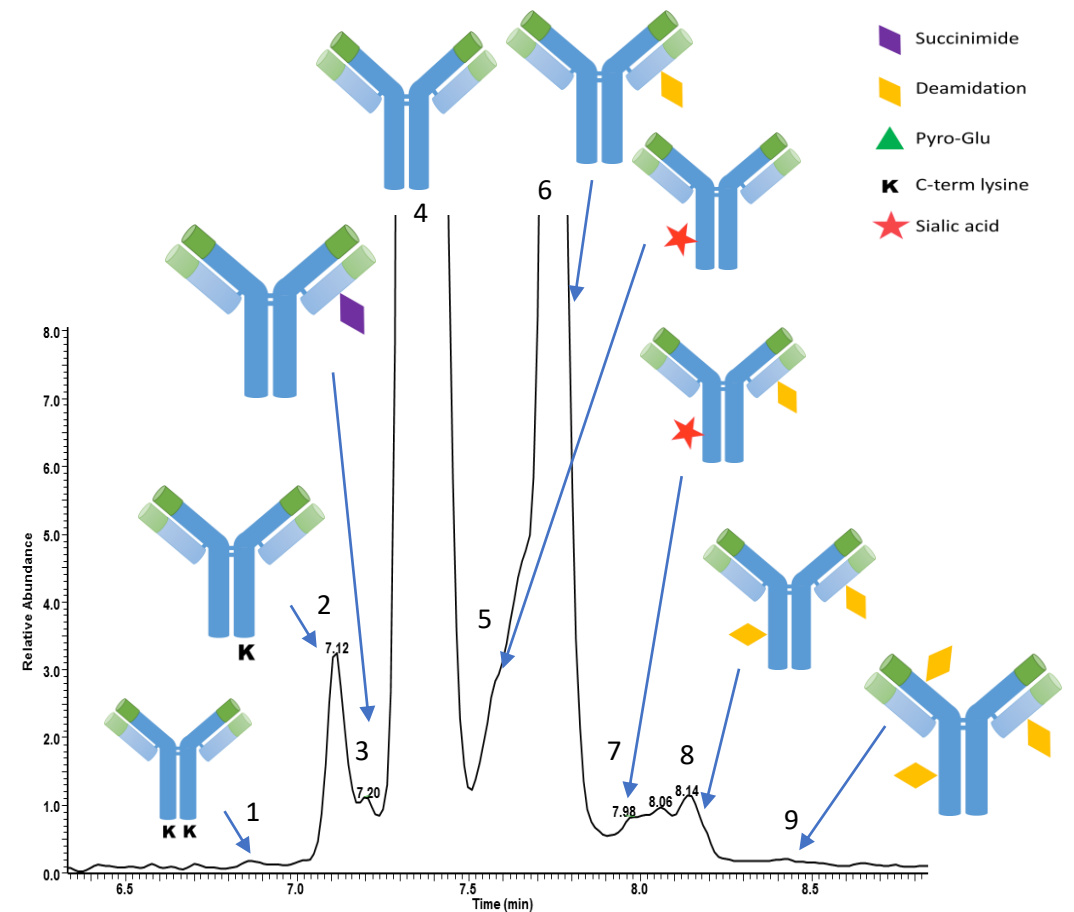 Succinimide
Deamidation
Pyro-Glu
K C-term lysine
Sialic acid
4
6
8.0
7.0
6.0
5.0
4.0
3.0
2.0
1.0
0.0
Relative Abundance
2
7.12
K
5
3
7.20
7
8
7.98
8.06
8.14
1
K K
9
6.5 7.0 7.5 8.0 8.5
Time (min)